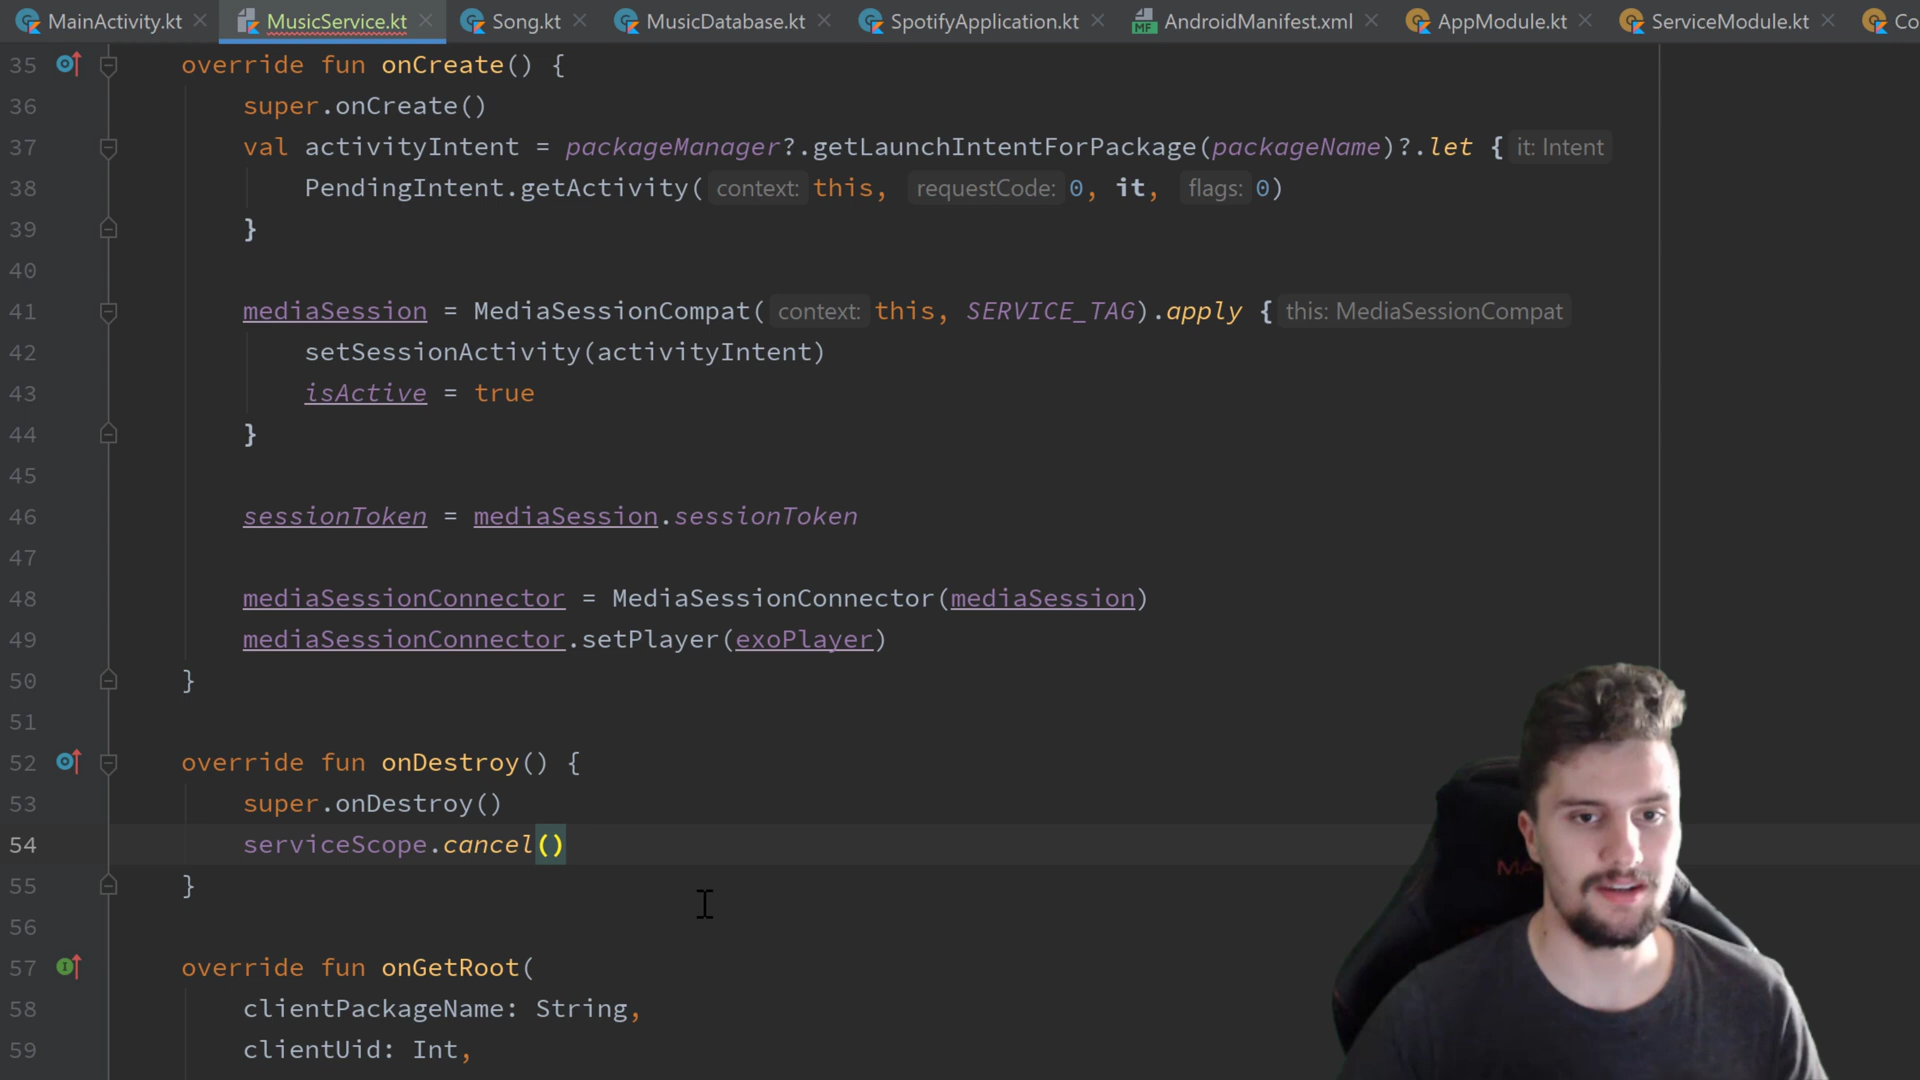 MainActivity.kt MusicService.kt Song.kt MusicDatabase.kt SpotifyApplication.kt AndroidManifest.xml AppModule.kt ServiceModule.kt Co
35 override fun onCreate() {
36 super.onCreate()
37 val activityIntent = packageManager?.getLaunchIntentForPackage(packageName)?.let { it: Intent
38 PendingIntent.getActivity( context: this, requestCode: 0, it, flags: 0)
39 }
40
41 mediaSession = MediaSessionCompat( context: this, SERVICE_TAG).apply { this: MediaSessionCompat
42 setSessionActivity(activityIntent)
43 isActive = true
44 }
45
46 sessionToken = mediaSession.sessionToken
47
48 mediaSessionConnector = MediaSessionConnector(mediaSession)
49 mediaSessionConnector.setPlayer(exoPlayer)
50 }
51
52 override fun onDestroy() {
53 super.onDestroy()
54 serviceScope.cancel()
55 }
56
57 override fun onGetRoot(
58 clientPackageName: String,
59 clientUid: Int,